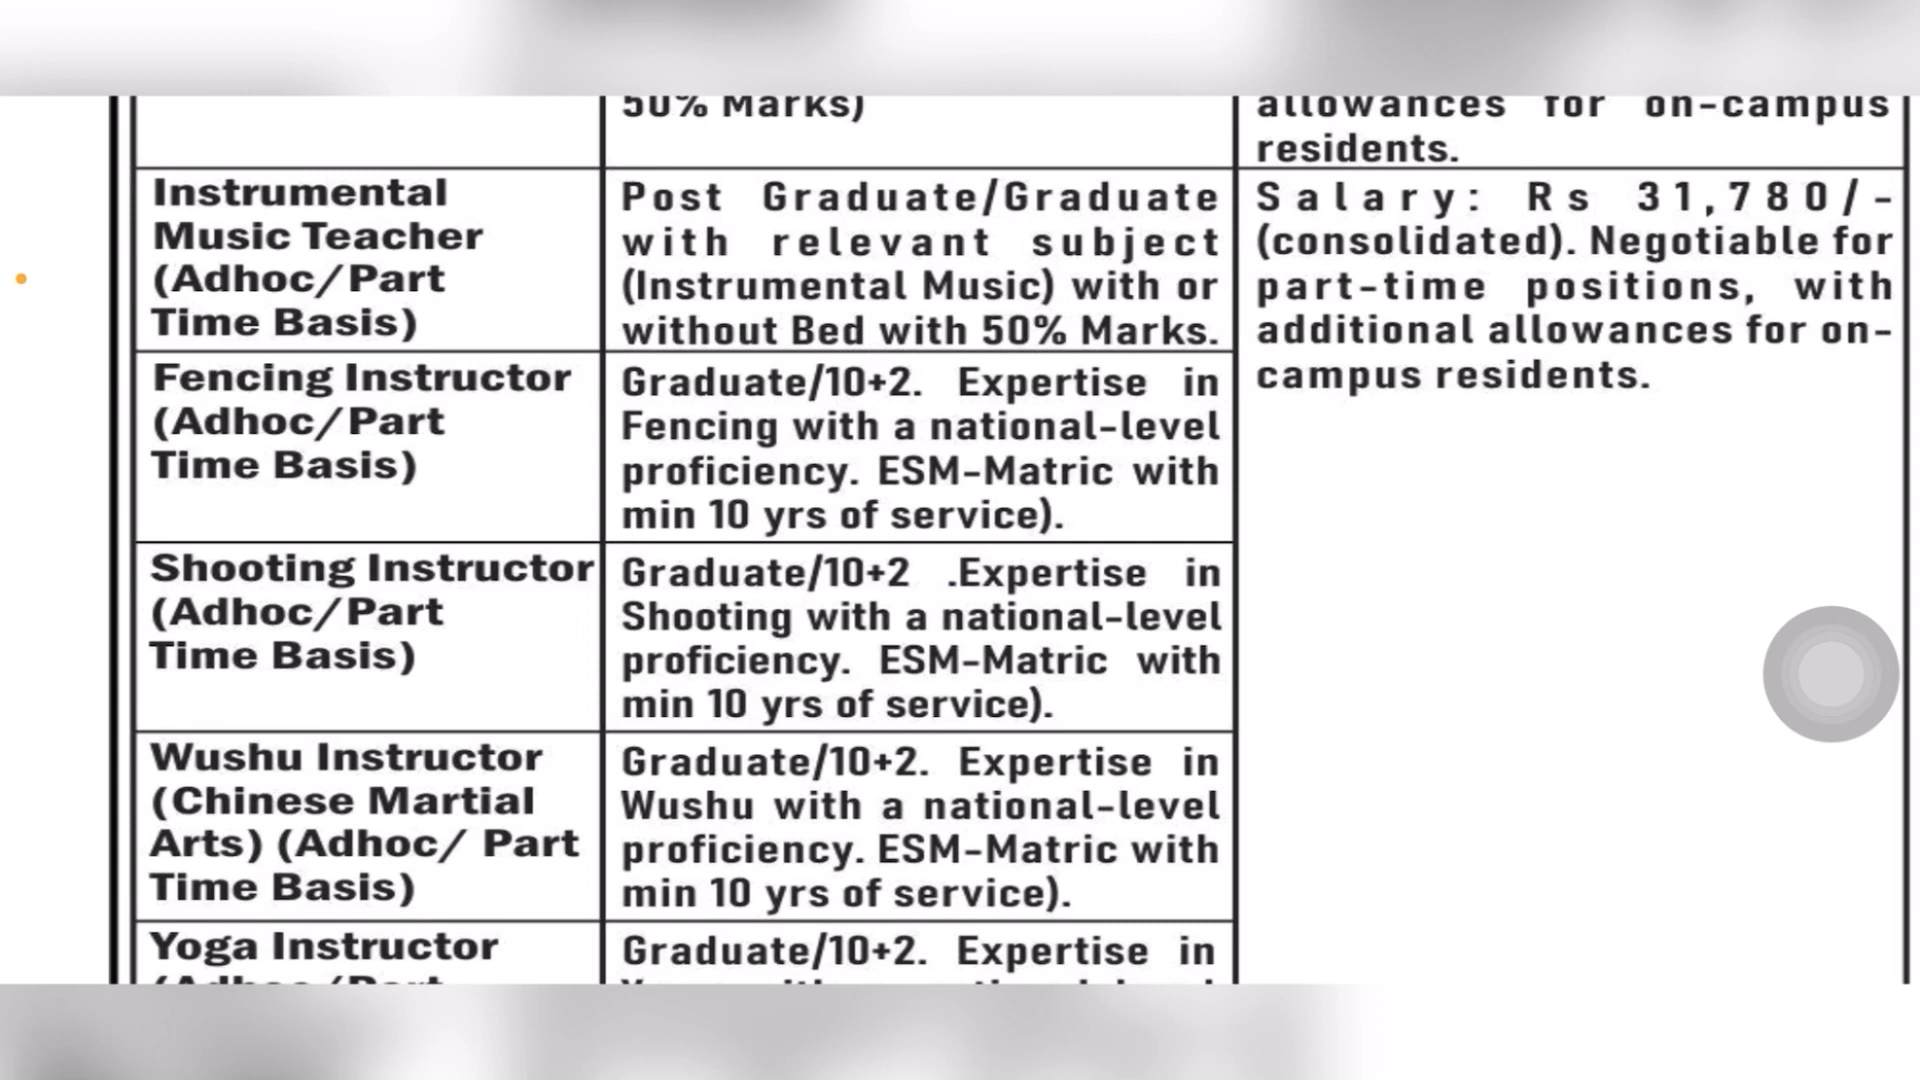 50% Marks)
allowances for on-campus
residents.
Instrumental
Music Teacher
(Adhoc/Part
Time Basis)
Post Graduate/Graduate
with relevant subject
(Instrumental Music) with or
without Bed with 50% Marks.
Salary: Rs 31,780/-
(consolidated). Negotiable for
part-time positions, with
additional allowances for on-
campus residents.
Fencing Instructor
(Adhoc/Part
Time Basis)
Graduate/10+2. Expertise in
Fencing with a national-level
proficiency. ESM-Matric with
min 10 yrs of service).
Shooting Instructor
(Adhoc/Part
Time Basis)
Graduate/10+2 .Expertise in
Shooting with a national-level
proficiency. ESM-Matric with
min 10 yrs of service).
Wushu Instructor
(Chinese Martial
Arts) (Adhoc/ Part
Time Basis)
Graduate/10+2. Expertise in
Wushu with a national-level
proficiency. ESM-Matric with
min 10 yrs of service).
Yoga Instructor
(Adhoc/Part
Graduate/10+2. Expertise in